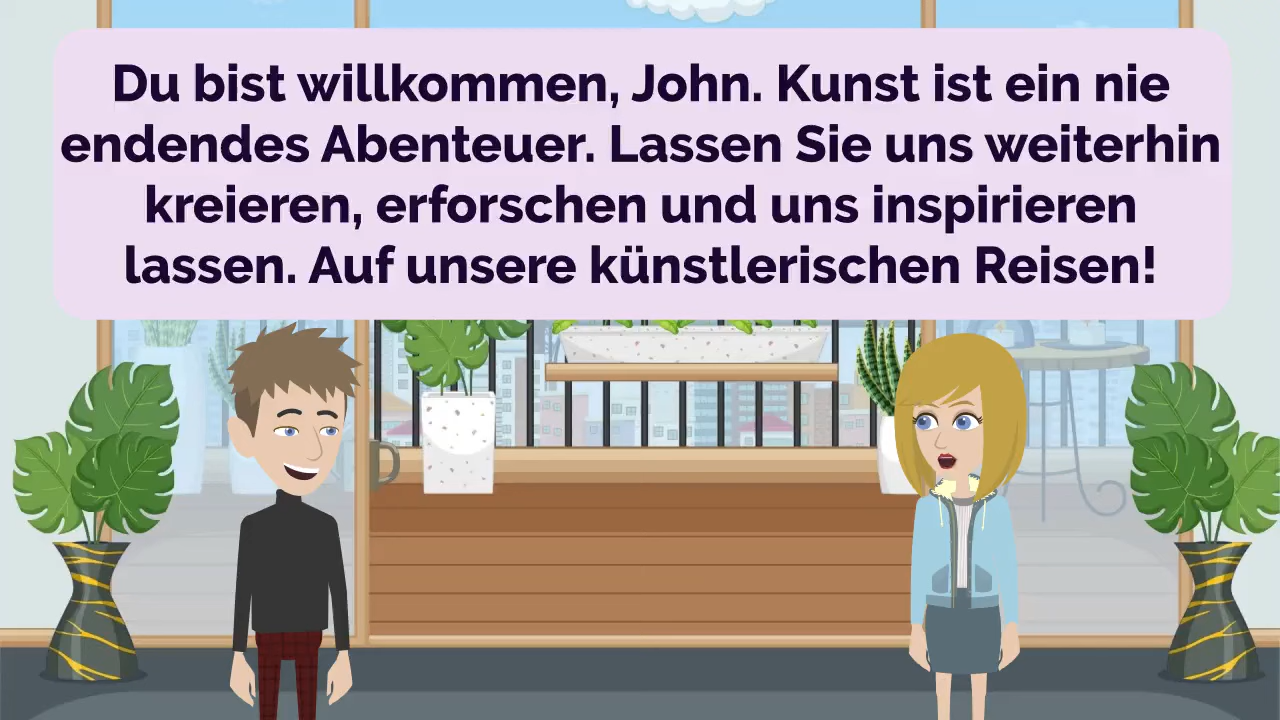 Du bist willkommen, John. Kunst ist ein nie
endendes Abenteuer. Lassen Sie uns weiterhin
kreieren, erforschen und uns inspirieren
lassen. Auf unsere künstlerischen Reisen!